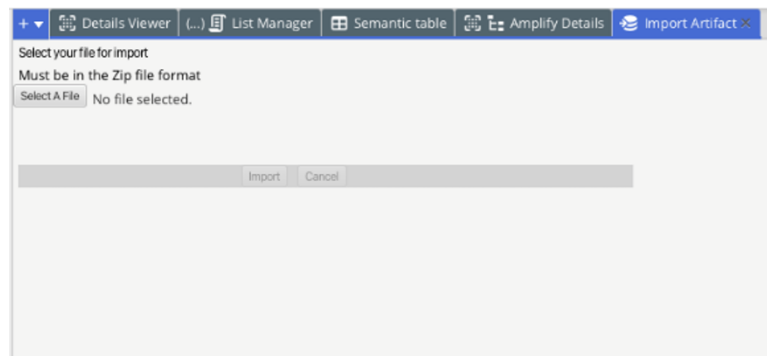 + Details Viewer (...) List Manager Semantic table Amplify Details Import Artifact ×
Select your file for import
Must be in the Zip file format
Select A File No file selected.
Import Cancel